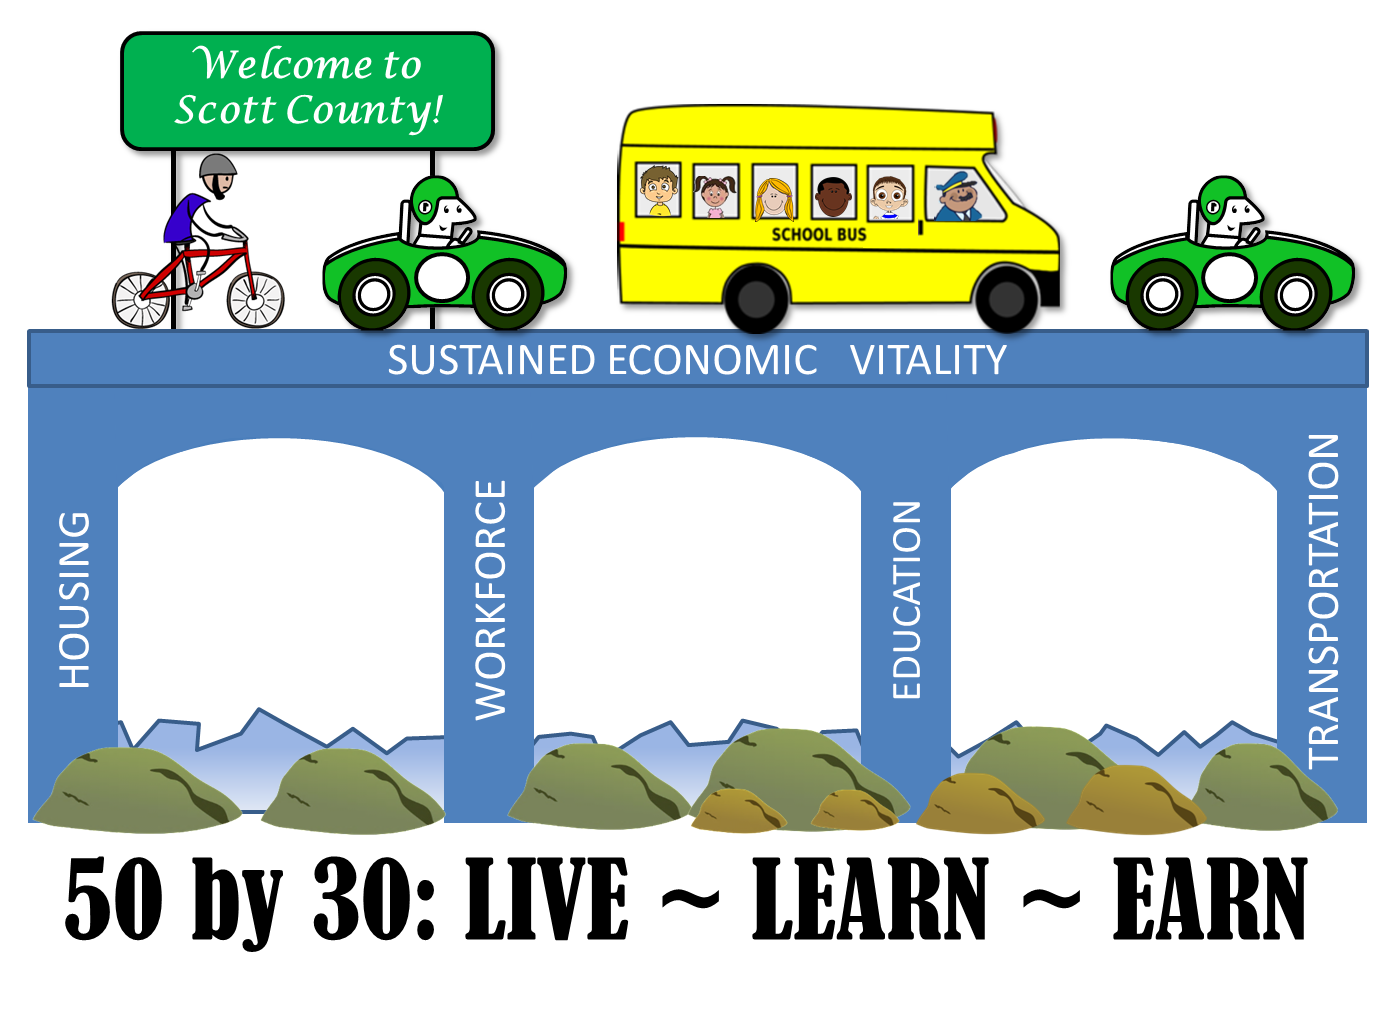 Welcome to
Scott County!
r
SCHOOL BUS
r
SUSTAINED ECONOMIC VITALITY
HOUSING
WORKFORCE
EDUCATION
TRANSPORTATION
50 by 30: LIVE ~ LEARN ~ EARN